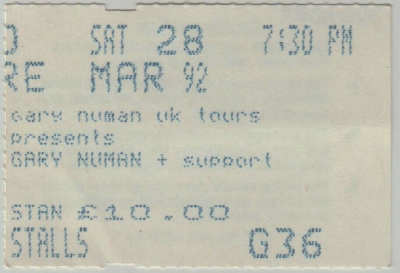 O SAT 28 7:30 PM
RE MAR 92
gary numan uk tours
presents
GARY NUMAN + support
STAN £10.00
STALLS G36